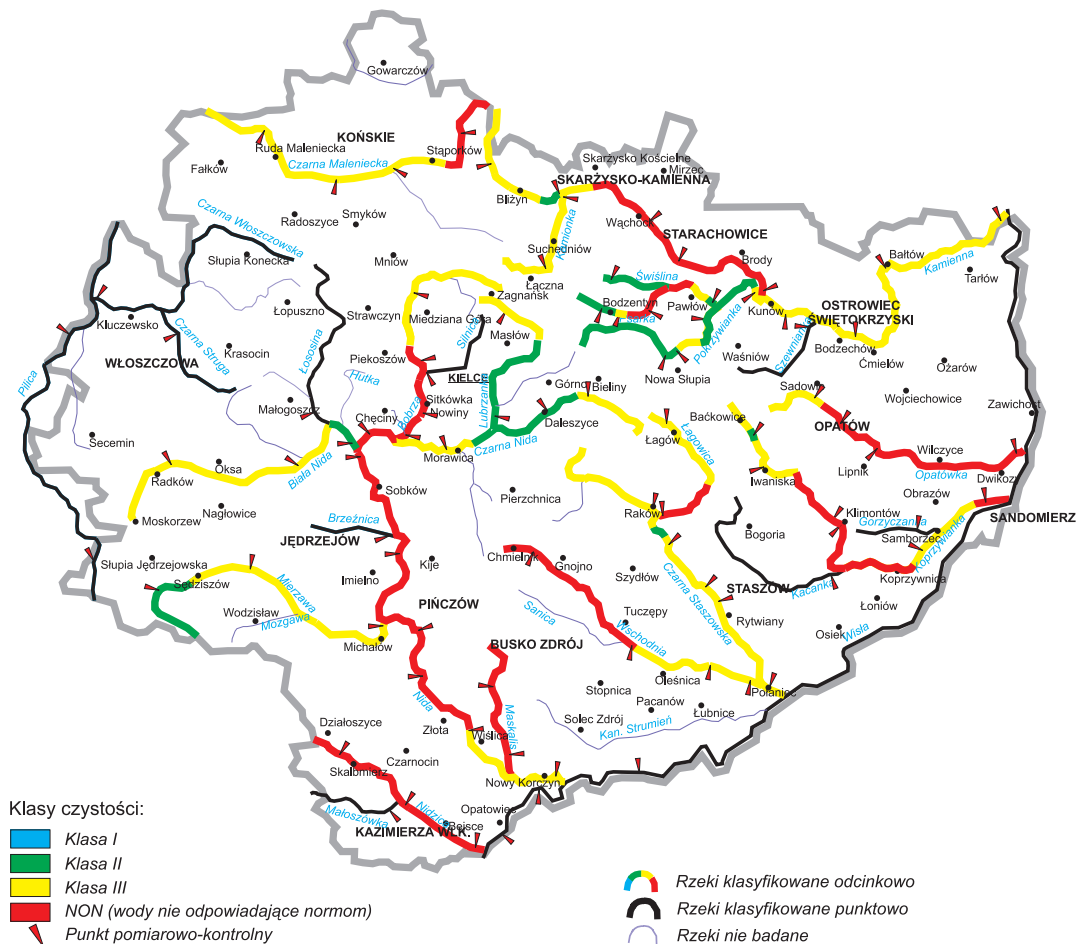 Gowarczów
KOŃSKIE
Ruda Maleniecka
Czarna Maleniecka
Stąporków
Fałków
Skarżysko Kościelne
Mirzec
SKARŻYSKO-KAMIENNA
Bliżyn
Radoszyce
Smyków
Wąchock
STARACHOWICE
Czarna Włoszczowska
Słupia Konecka
Mniów
Suchedniów
Kamionka
Brody
Bałtów
Kamienna
Tarłów
Łączna
Świślina
Łopuszno
Strawczyn
Zagnańsk
Miedziana Góra
Bodzentyn
Pawłów
Psarka
Kunów
OSTROWIEC
ŚWIĘTOKRZYSKI
Kluczewsko
Czarna Struga
Łososina
Silnica
Masłów
Pokrzywianka
Szewnianka
Bodzechów
Ćmielów
Krasocin
WŁOSZCZOWA
Piekoszów
Waśniów
Ożarów
Pilica
Hutka
KIELCE
Lubrzanka
Górno
Bieliny
Nowa Słupia
Sadowie
Wojciechowice
Małogoszcz
Chęciny
Bobrza
Sitkówka
Nowiny
Daleszyce
Baćkowice
Zawichost
OPATÓW
Secemin
Morawica
Czarna Nida
Łagów
Łagowica
Wilczyce
Oksa
Biała Nida
Radków
Iwaniska
Lipnik
Opatówka
Dwikozy
Sobków
Pierzchnica
Nagłowice
Moskorzew
Raków
Klimontów
Obrazów
SANDOMIERZ
Brzeźnica
JĘDRZEJÓW
Bogoria
Gorzyczanka
Samborzec
Koprzywianka
Słupia Jędrzejowska
Sędziszów
Imielno
Kije
Chmielnik
Gnojno
Szydłów
Czarna Staszowska
STASZÓW
Kacanka
Koprzywnica
Mierzawa
Wodzisław
Mozgawa
PIŃCZÓW
Sanica
Tuczępy
Wschodnia
Rytwiany
Łoniów
Osiek
Wisła
Michałów
BUSKO ZDRÓJ
Oleśnica
Połaniec
Nida
Maskalis
Stopnica
Pacanów
Łubnice
Działoszyce
Złota
Wiślica
Solec Zdrój
Kan. Strumień
Skalbmierz
Czarnocin
Nowy Korczyn
Małoszówka
Nidzica
Opatowiec
Bejsce
KAZIMIERZA WLK.
Klasy czystości:
Klasa I
Klasa II
Klasa III
NON (wody nie odpowiadające normom)
Punkt pomiarowo-kontrolny
Rzeki klasyfikowane odcinkowo
Rzeki klasyfikowane punktowo
Rzeki nie badane